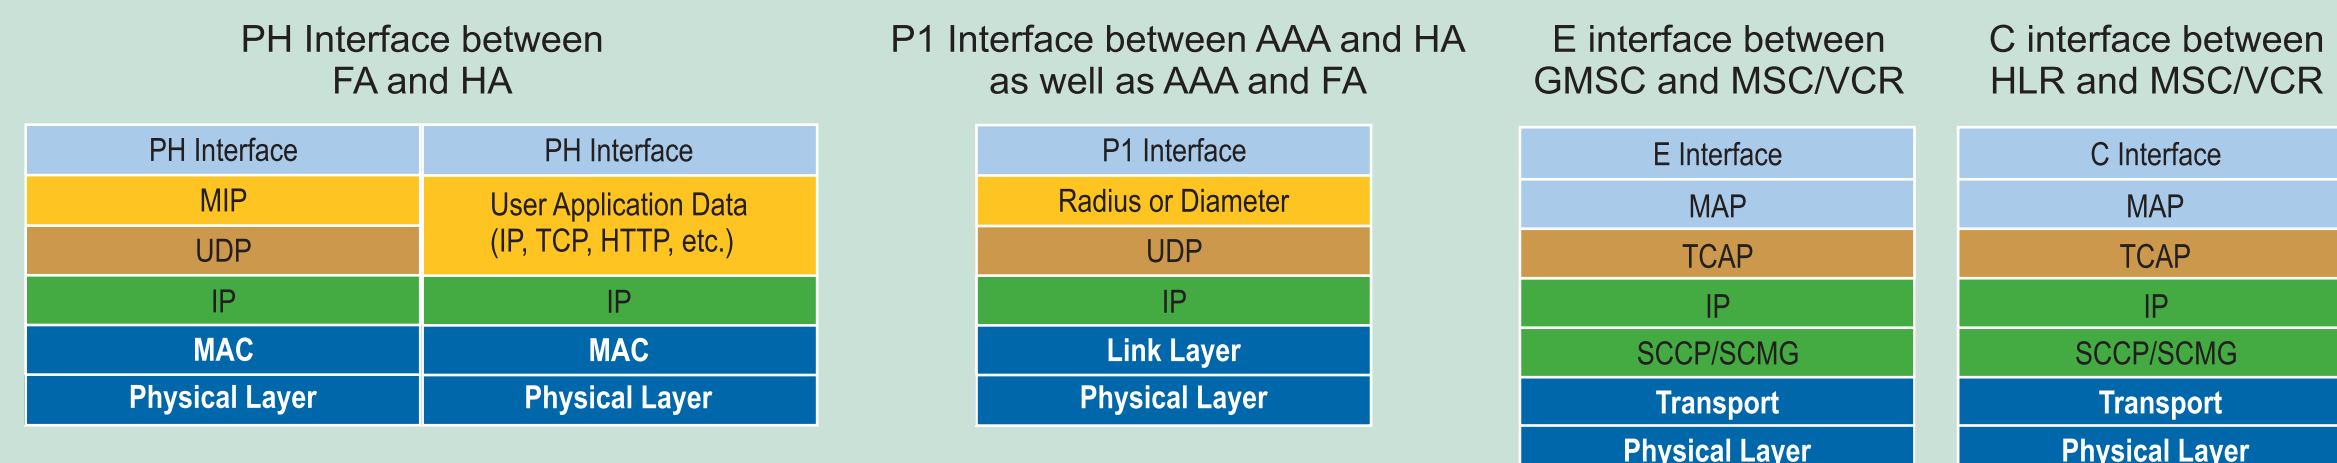 PH Interface between
FA and HA
PH Interface
MIP
UDP
IP
MAC
Physical Layer
PH Interface
User Application Data
(IP, TCP, HTTP, etc.)
IP
MAC
Physical Layer
P1 Interface between AAA and HA
as well as AAA and FA
P1 Interface
Radius or Diameter
UDP
IP
Link Layer
Physical Layer
E interface between
GMSC and MSC/VCR
E Interface
MAP
TCAP
IP
SCCP/SCMG
Transport
Physical Layer
C interface between
HLR and MSC/VCR
C Interface
MAP
TCAP
IP
SCCP/SCMG
Transport
Physical Layer